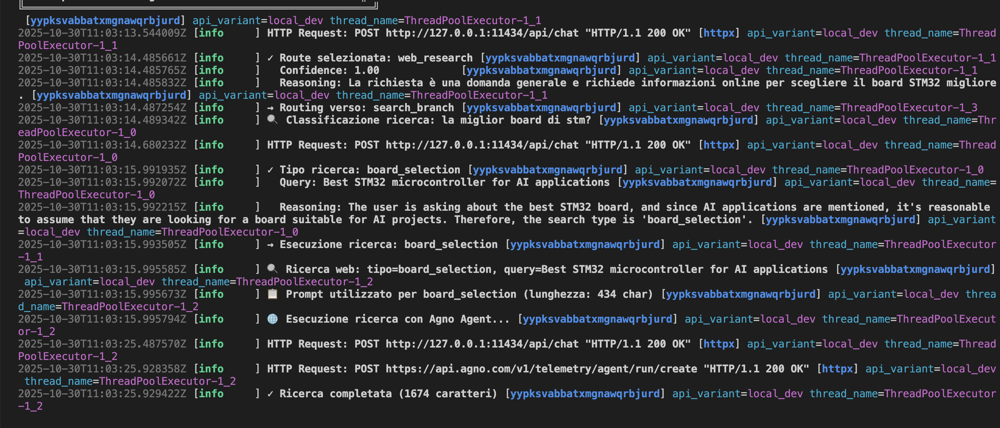 [yypksvabbatxmgnawqrbjurd] api_variant=local_dev thread_name=ThreadPoolExecutor-1_1
2025-10-30T11:03:13.544009Z [info     ] HTTP Request: POST http://127.0.0.1:11434/api/chat "HTTP/1.1 200 OK" [httpx] api_variant=local_dev thread_name=Thread
PoolExecutor-1_1
2025-10-30T11:03:14.485661Z [info     ] ✓ Route selezionata: web_research [yypksvabbatxmgnawqrbjurd] api_variant=local_dev thread_name=ThreadPoolExecutor-1_1
2025-10-30T11:03:14.485765Z [info     ]   Confidence: 1.00             [yypksvabbatxmgnawqrbjurd] api_variant=local_dev thread_name=ThreadPoolExecutor-1_1
2025-10-30T11:03:14.485832Z [info     ]   Reasoning: La richiesta è una domanda generale e richiede informazioni online per scegliere il board STM32 migliore
. [yypksvabbatxmgnawqrbjurd] api_variant=local_dev thread_name=ThreadPoolExecutor-1_1
2025-10-30T11:03:14.487254Z [info     ] → Routing verso: search_branch [yypksvabbatxmgnawqrbjurd] api_variant=local_dev thread_name=ThreadPoolExecutor-1_3
2025-10-30T11:03:14.489342Z [info     ] 🔍 Classificazione ricerca: la miglior board di stm? [yypksvabbatxmgnawqrbjurd] api_variant=local_dev thread_name=Thr
eadPoolExecutor-1_0
2025-10-30T11:03:14.680232Z [info     ] HTTP Request: POST http://127.0.0.1:11434/api/chat "HTTP/1.1 200 OK" [httpx] api_variant=local_dev thread_name=Thread
PoolExecutor-1_0
2025-10-30T11:03:15.991935Z [info     ] ✓ Tipo ricerca: board_selection [yypksvabbatxmgnawqrbjurd] api_variant=local_dev thread_name=ThreadPoolExecutor-1_0
2025-10-30T11:03:15.992072Z [info     ]   Query: Best STM32 microcontroller for AI applications [yypksvabbatxmgnawqrbjurd] api_variant=local_dev thread_name=
ThreadPoolExecutor-1_0
2025-10-30T11:03:15.992215Z [info     ]   Reasoning: The user is asking about the best STM32 board, and since AI applications are mentioned, it's reasonable
to assume that they are looking for a board suitable for AI projects. Therefore, the search type is 'board_selection'. [yypksvabbatxmgnawqrbjurd] api_variant
=local_dev thread_name=ThreadPoolExecutor-1_0
2025-10-30T11:03:15.993505Z [info     ] → Esecuzione ricerca: board_selection [yypksvabbatxmgnawqrbjurd] api_variant=local_dev thread_name=ThreadPoolExecutor
-1_1
2025-10-30T11:03:15.995585Z [info     ] 🔍 Ricerca web: tipo=board_selection, query=Best STM32 microcontroller for AI applications [yypksvabbatxmgnawqrbjurd]
 api_variant=local_dev thread_name=ThreadPoolExecutor-1_2
2025-10-30T11:03:15.995673Z [info     ] 📋 Prompt utilizzato per board_selection (lunghezza: 434 char) [yypksvabbatxmgnawqrbjurd] api_variant=local_dev threa
d_name=ThreadPoolExecutor-1_2
2025-10-30T11:03:15.995794Z [info     ] 🌐 Esecuzione ricerca con Agno Agent... [yypksvabbatxmgnawqrbjurd] api_variant=local_dev thread_name=ThreadPoolExecut
or-1_2
2025-10-30T11:03:25.487570Z [info     ] HTTP Request: POST http://127.0.0.1:11434/api/chat "HTTP/1.1 200 OK" [httpx] api_variant=local_dev thread_name=Thread
PoolExecutor-1_2
2025-10-30T11:03:25.928358Z [info     ] HTTP Request: POST https://api.agno.com/v1/telemetry/agent/run/create "HTTP/1.1 200 OK" [httpx] api_variant=local_dev
 thread_name=ThreadPoolExecutor-1_2
2025-10-30T11:03:25.929422Z [info     ] ✓ Ricerca completata (1674 caratteri) [yypksvabbatxmgnawqrbjurd] api_variant=local_dev thread_name=ThreadPoolExecutor
-1_2